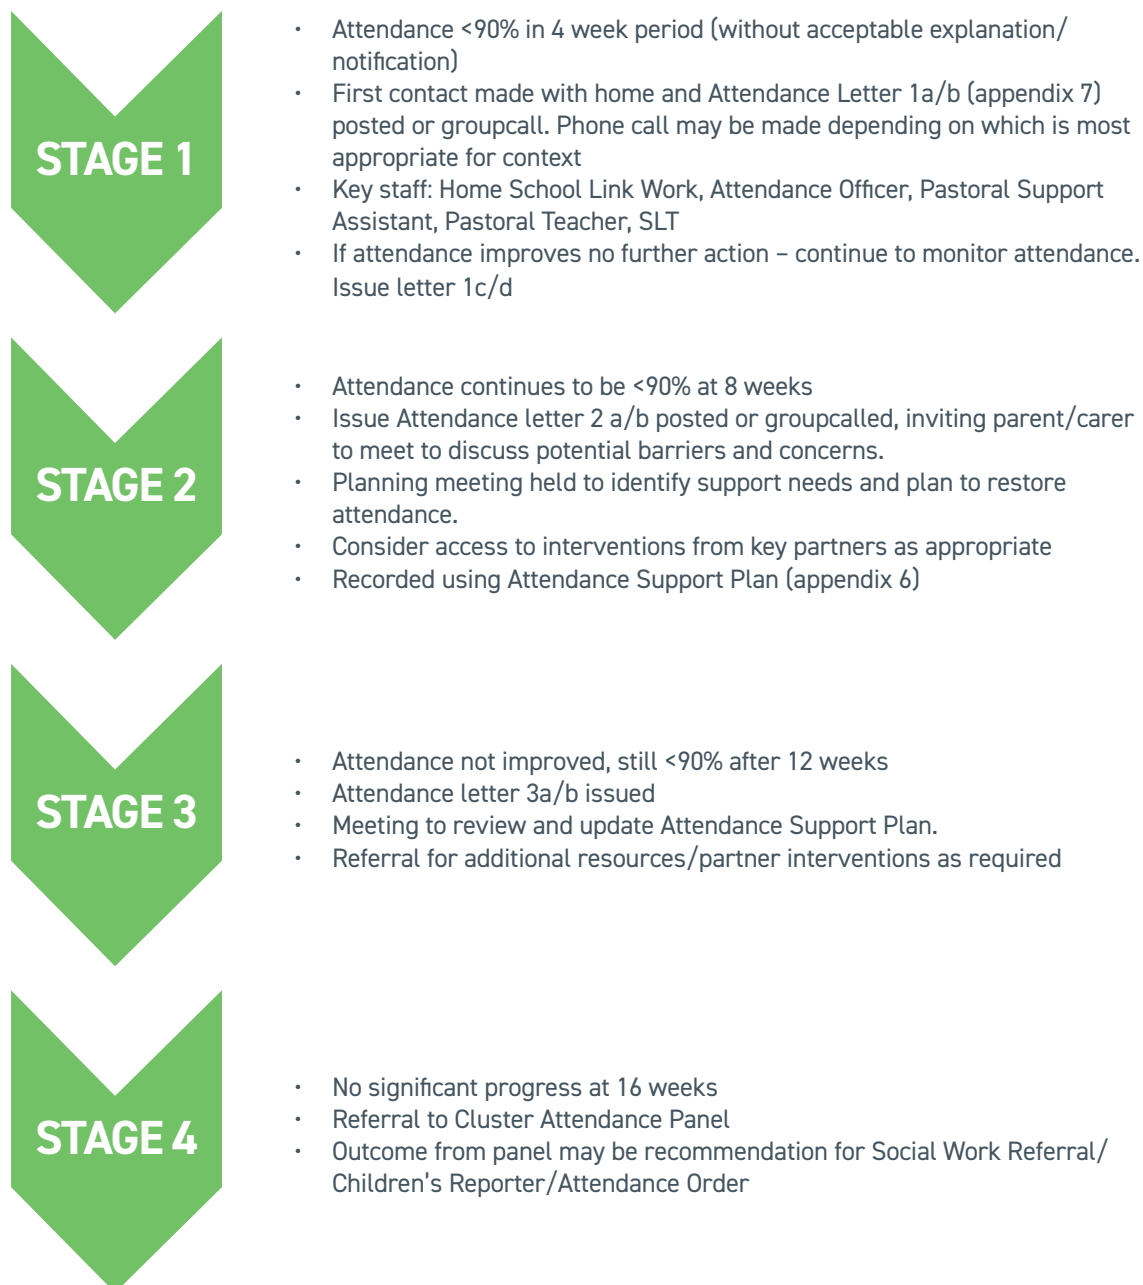 STAGE 1
· Attendance <90% in 4 week period (without acceptable explanation/
notification)
· First contact made with home and Attendance Letter 1a/b (appendix 7)
posted or groupcall. Phone call may be made depending on which is most
appropriate for context
· Key staff: Home School Link Work, Attendance Officer, Pastoral Support
Assistant, Pastoral Teacher, SLT
· If attendance improves no further action – continue to monitor attendance.
Issue letter 1c/d
STAGE 2
· Attendance continues to be <90% at 8 weeks
· Issue Attendance letter 2 a/b posted or groupcalled, inviting parent/carer
to meet to discuss potential barriers and concerns.
· Planning meeting held to identify support needs and plan to restore
attendance.
· Consider access to interventions from key partners as appropriate
· Recorded using Attendance Support Plan (appendix 6)
STAGE 3
· Attendance not improved, still <90% after 12 weeks
· Attendance letter 3a/b issued
· Meeting to review and update Attendance Support Plan.
· Referral for additional resources/partner interventions as required
STAGE 4
· No significant progress at 16 weeks
· Referral to Cluster Attendance Panel
· Outcome from panel may be recommendation for Social Work Referral/
Children's Reporter/Attendance Order